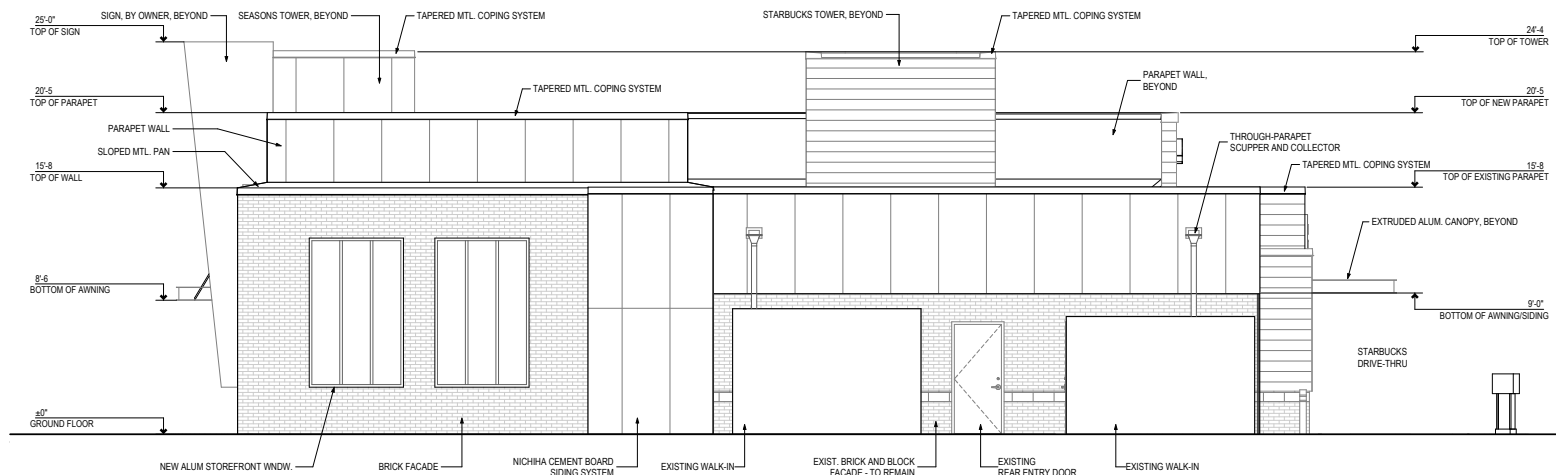 SIGN, BY OWNER, BEYOND
SEASONS TOWER, BEYOND
TAPERED MTL. COPING SYSTEM
STARBUCKS TOWER, BEYOND
TAPERED MTL. COPING SYSTEM
25'-0"
TOP OF SIGN
24'-4
TOP OF TOWER
PARAPET WALL,
BEYOND
TAPERED MTL. COPING SYSTEM
20'-5
TOP OF PARAPET
20'-5
TOP OF NEW PARAPET
PARAPET WALL
THROUGH-PARAPET
SCUPPER AND COLLECTOR
SLOPED MTL. PAN
TAPERED MTL. COPING SYSTEM
15'-8
TOP OF WALL
15'-8
TOP OF EXISTING PARAPET
EXTRUDED ALUM. CANOPY, BEYOND
8'-6
BOTTOM OF AWNING
9'-0"
BOTTOM OF AWNING/SIDING
STARBUCKS
DRIVE-THRU
±0"
GROUND FLOOR
NEW ALUM STOREFRONT WNDW.
BRICK FACADE
NICHIHA CEMENT BOARD
SIDING SYSTEM
EXISTING WALK-IN
EXIST. BRICK AND BLOCK
FACADE - TO REMAIN
EXISTING
REAR ENTRY DOOR
EXISTING WALK-IN